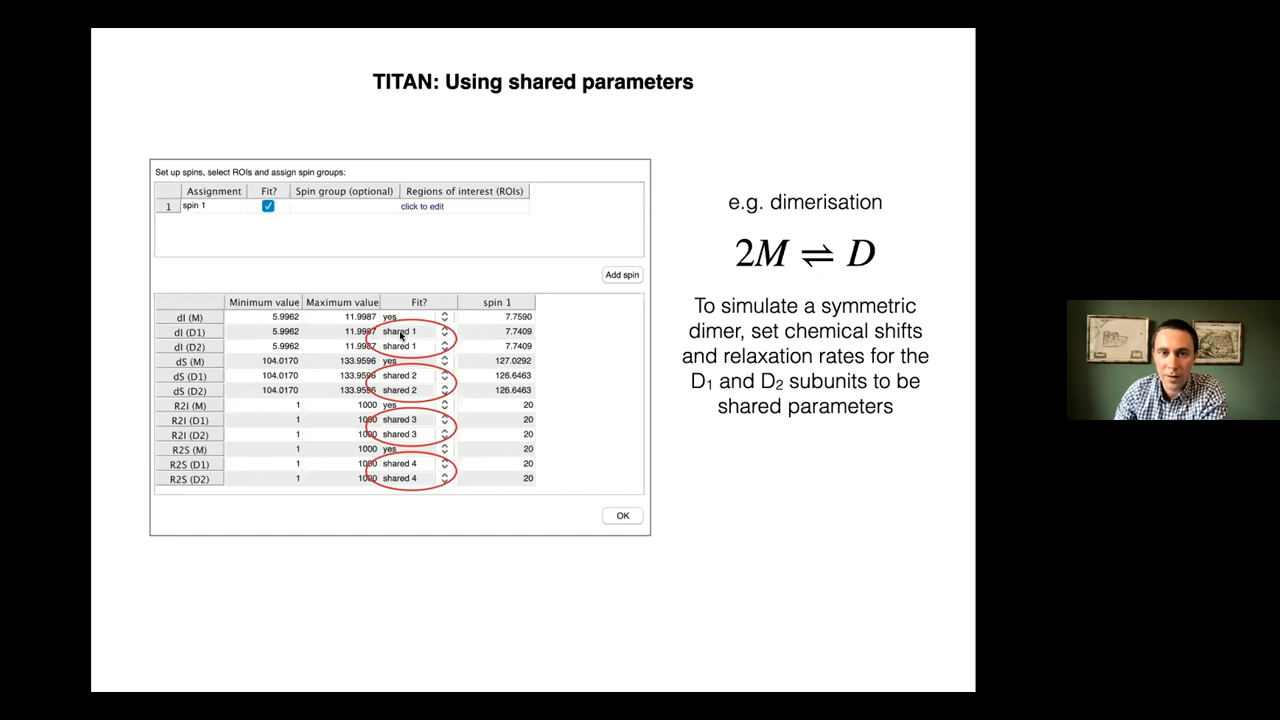 TITAN: Using shared parameters
Set up spins, select ROIs and assign spin groups:
Assignment Fit? Spin group (optional) Regions of interest (ROIs)
1 spin 1 click to edit
Add spin
Minimum value Maximum value Fit? spin 1
dI (M) 5.9962 11.9987 yes 7.7590
dI (D1) 5.9962 11.9987 shared 1 7.7409
dI (D2) 5.9962 11.9987 shared 1 7.7409
dS (M) 104.0170 133.9596 yes 127.0292
dS (D1) 104.0170 133.9596 shared 2 126.6463
dS (D2) 104.0170 133.9596 shared 2 126.6463
R2I (M) 1 1000 yes 20
R2I (D1) 1 1000 shared 3 20
R2I (D2) 1 1000 shared 3 20
R2S (M) 1 1000 yes 20
R2S (D1) 1 1000 shared 4 20
R2S (D2) 1 1000 shared 4 20
OK
e.g. dimerisation
2M ⇌ D
To simulate a symmetric
dimer, set chemical shifts
and relaxation rates for the
D₁ and D₂ subunits to be
shared parameters